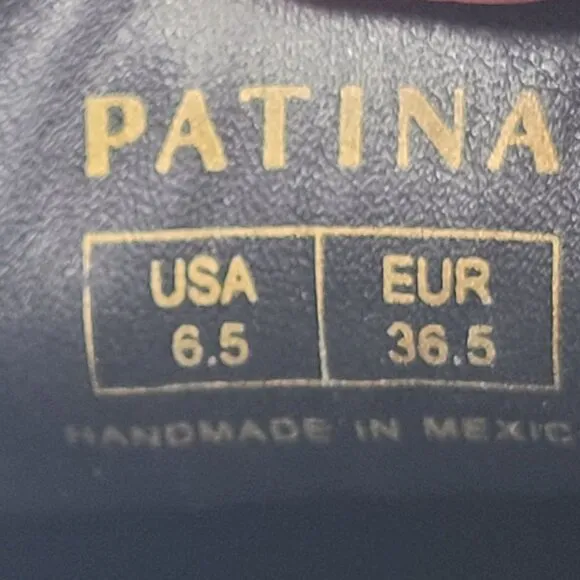 PATINA
USA EUR
6.5 36.5
HANDMADE IN MEXIC